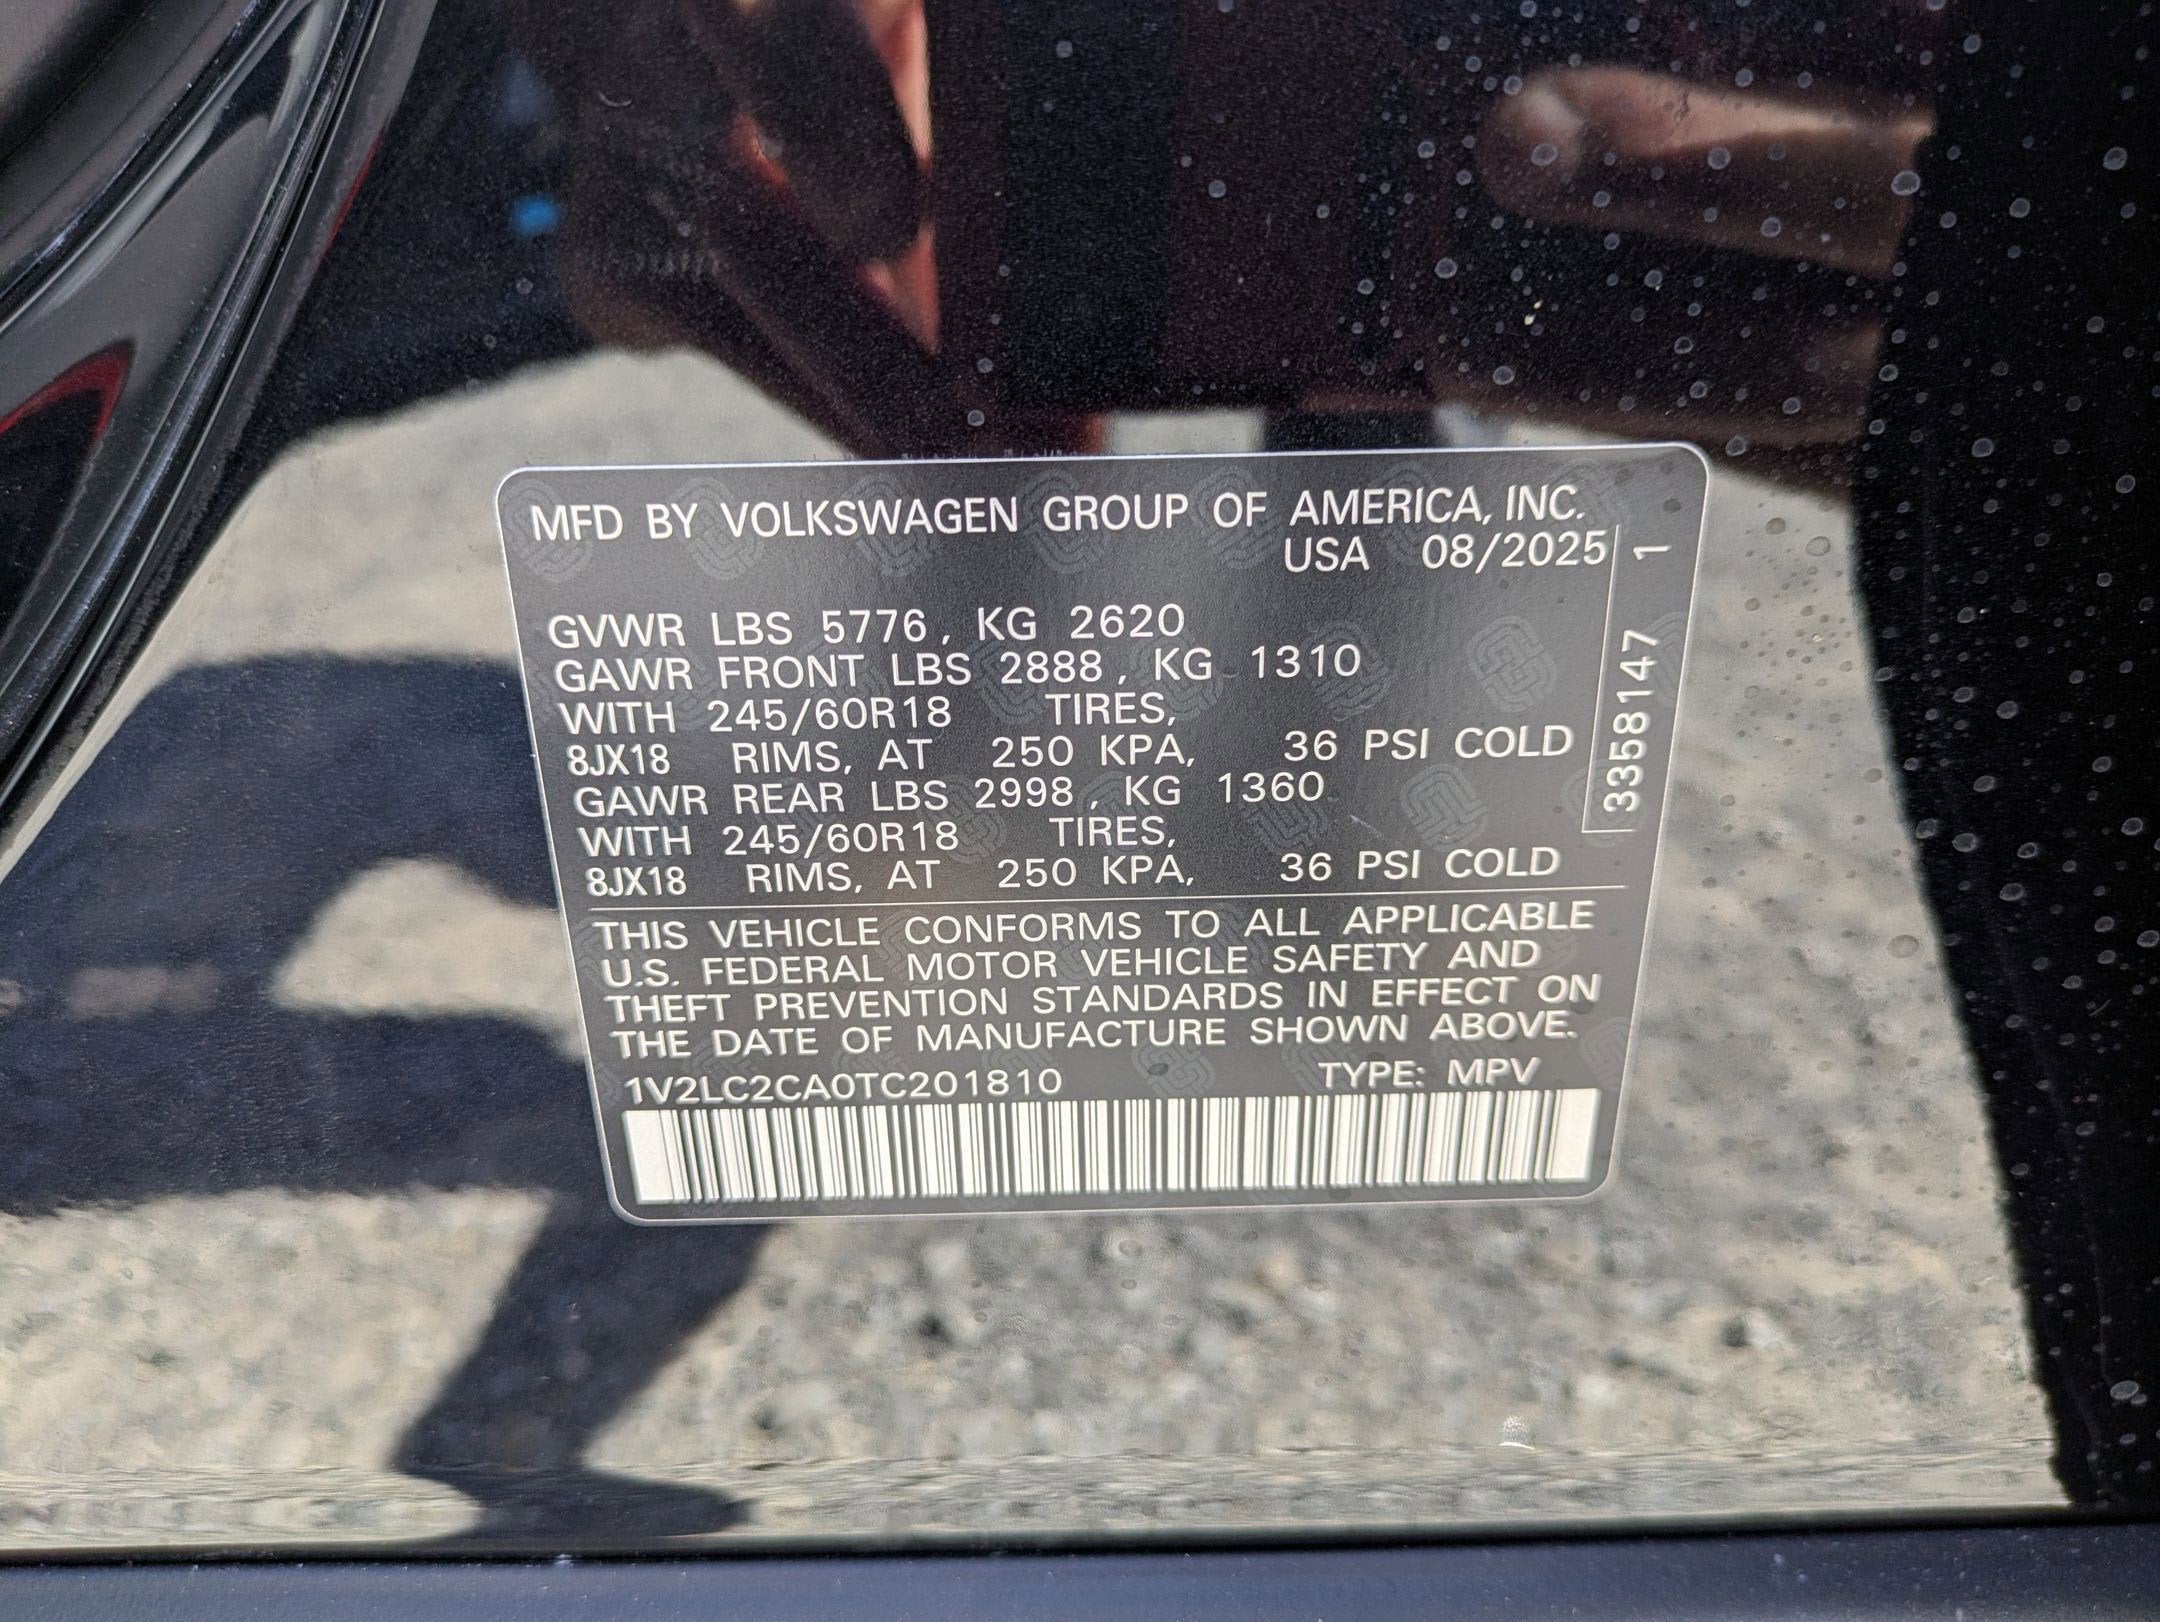 MFD BY VOLKSWAGEN GROUP OF AMERICA, INC.
USA 08/2025
GVWR LBS 5776, KG 2620
GAWR FRONT LBS 2888, KG 1310
WITH 245/60R18 TIRES,
8JX18 RIMS, AT 250 KPA, 36 PSI COLD
GAWR REAR LBS 2998, KG 1360
WITH 245/60R18 TIRES,
8JX18 RIMS, AT 250 KPA, 36 PSI COLD
THIS VEHICLE CONFORMS TO ALL APPLICABLE
U.S. FEDERAL MOTOR VEHICLE SAFETY AND
THEFT PREVENTION STANDARDS IN EFFECT ON
THE DATE OF MANUFACTURE SHOWN ABOVE.
1V2LC2CA0TC201810 TYPE: MPV
3358147 1